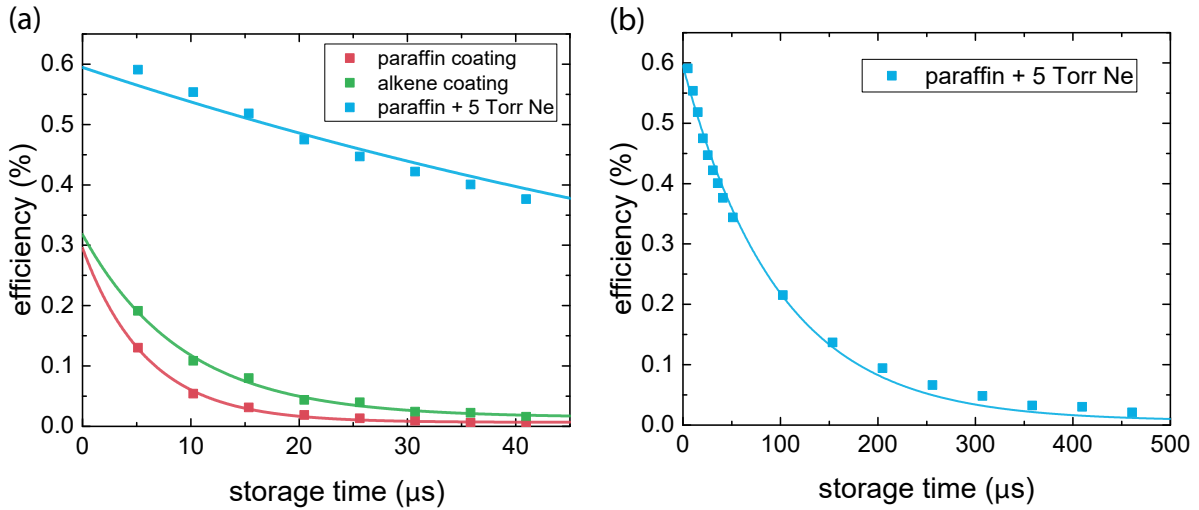 (a)
efficiency (%)
0.6
0.5
0.4
0.3
0.2
0.1
0.0
paraffin coating
alkene coating
paraffin + 5 Torr Ne
0 10 20 30 40
storage time (µs)
(b)
efficiency (%)
0.6
0.5
0.4
0.3
0.2
0.1
0.0
paraffin + 5 Torr Ne
0 100 200 300 400 500
storage time (µs)